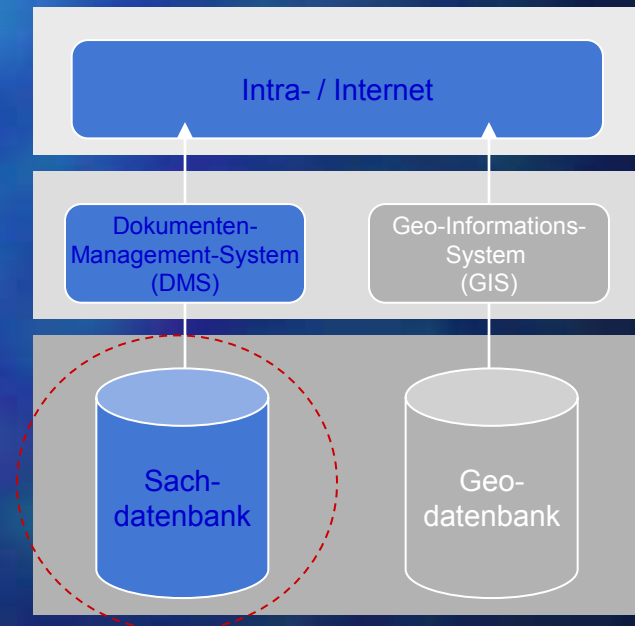 Intra- / Internet
Dokumenten-
Management-System
(DMS)
Geo-Informations-
System
(GIS)
Sach-
datenbank
Geo-
datenbank